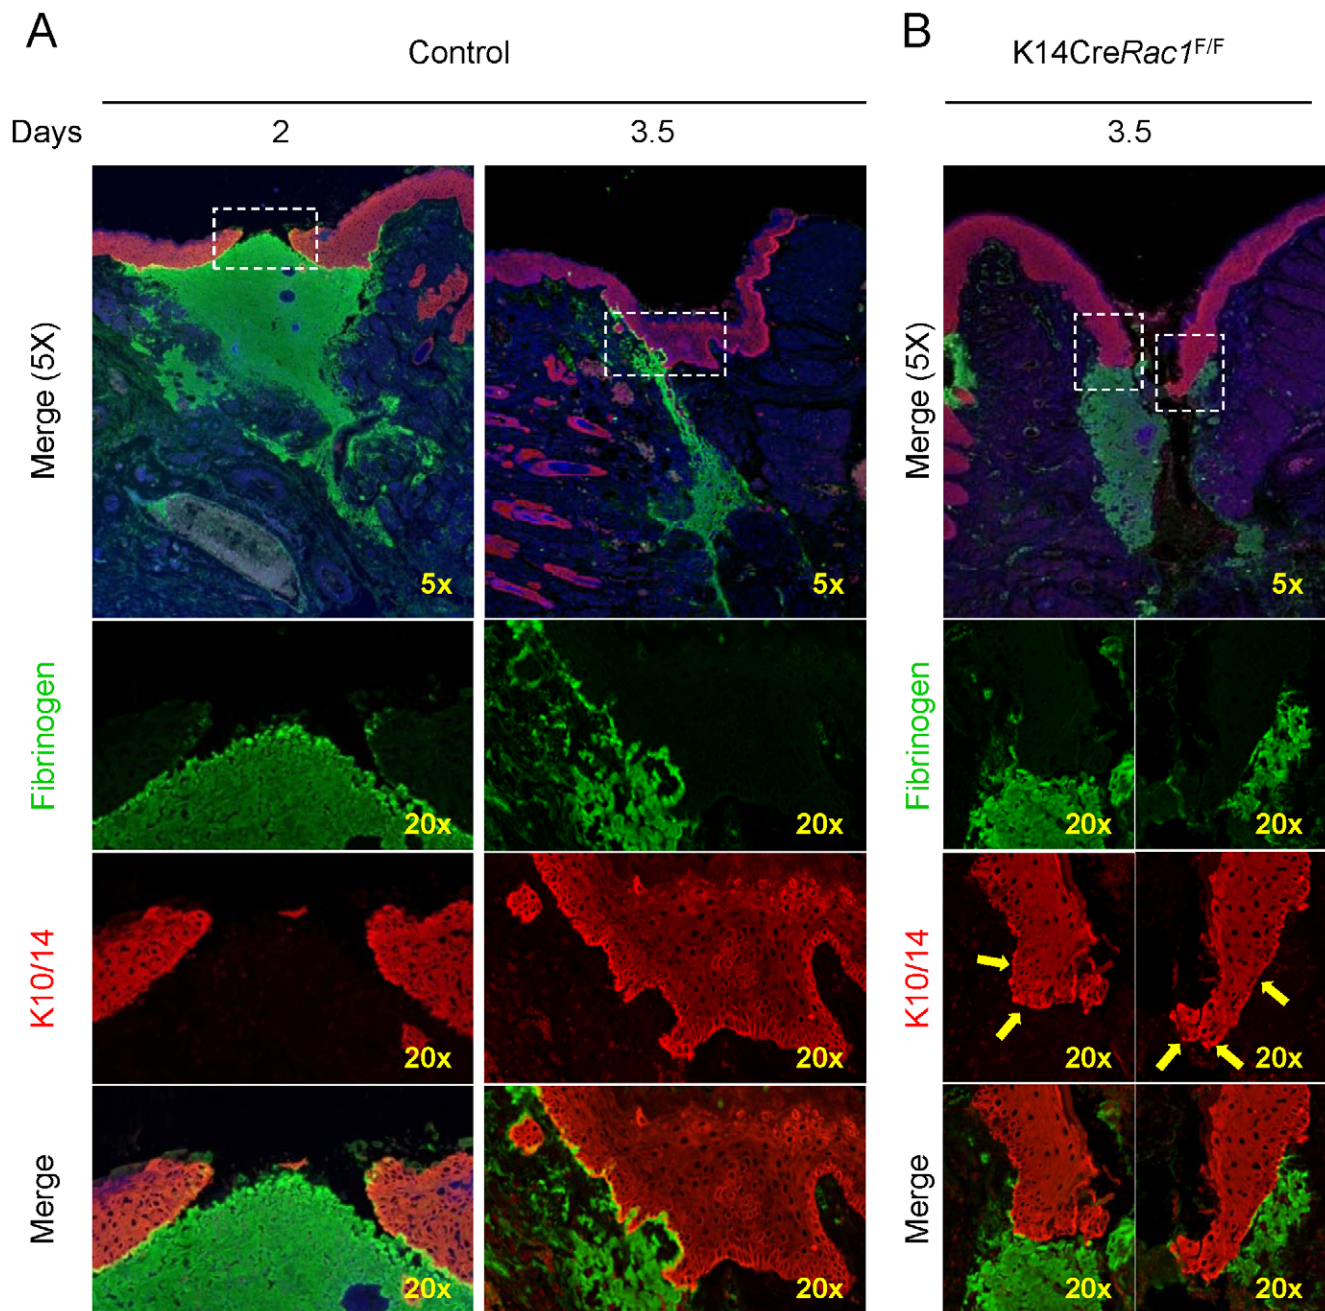 A
B
Control
K14CreRac1F/F
Days
2
3.5
3.5
Merge (5X)
5x
5x
Merge (5X)
5x
Fibrinogen
20x
20x
Fibrinogen
20x
20x
K10/14
20x
20x
K10/14
20x
20x
Merge
20x
20x
Merge
20x
20x